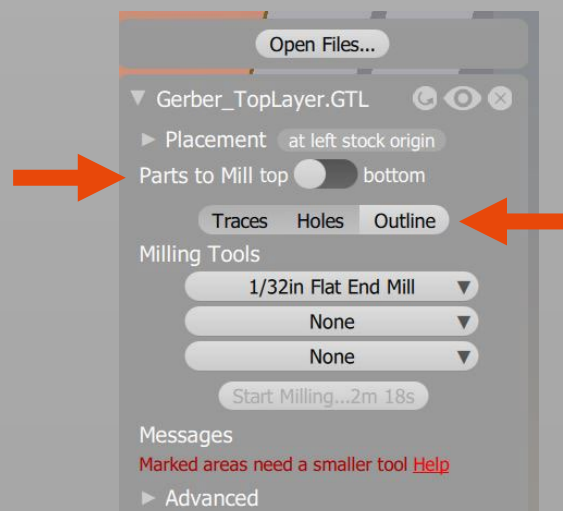 Open Files...
Gerber_TopLayer.GTL
Placement at left stock origin
Parts to Mill top bottom
Traces Holes Outline
Milling Tools
1/32in Flat End Mill
None
None
Start Milling...2m 18s
Messages
Marked areas need a smaller tool Help
Advanced